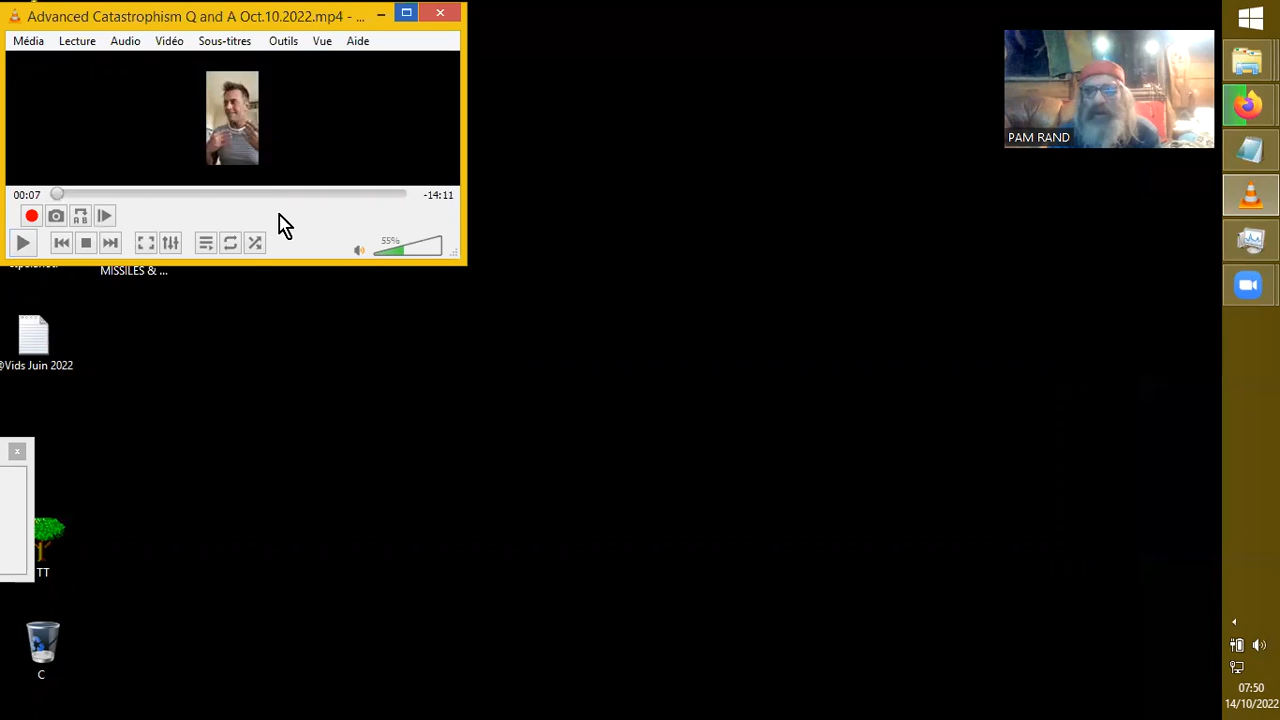 Advanced Catastrophism Q and A Oct.10.2022.mp4 - ...
Média Lecture Audio Vidéo Sous-titres Outils Vue Aide
00:07
-14:11
A B
55%
MISSILES & ...
PAM RAND
@Vids Juin 2022
TT
C
07:50
14/10/2022